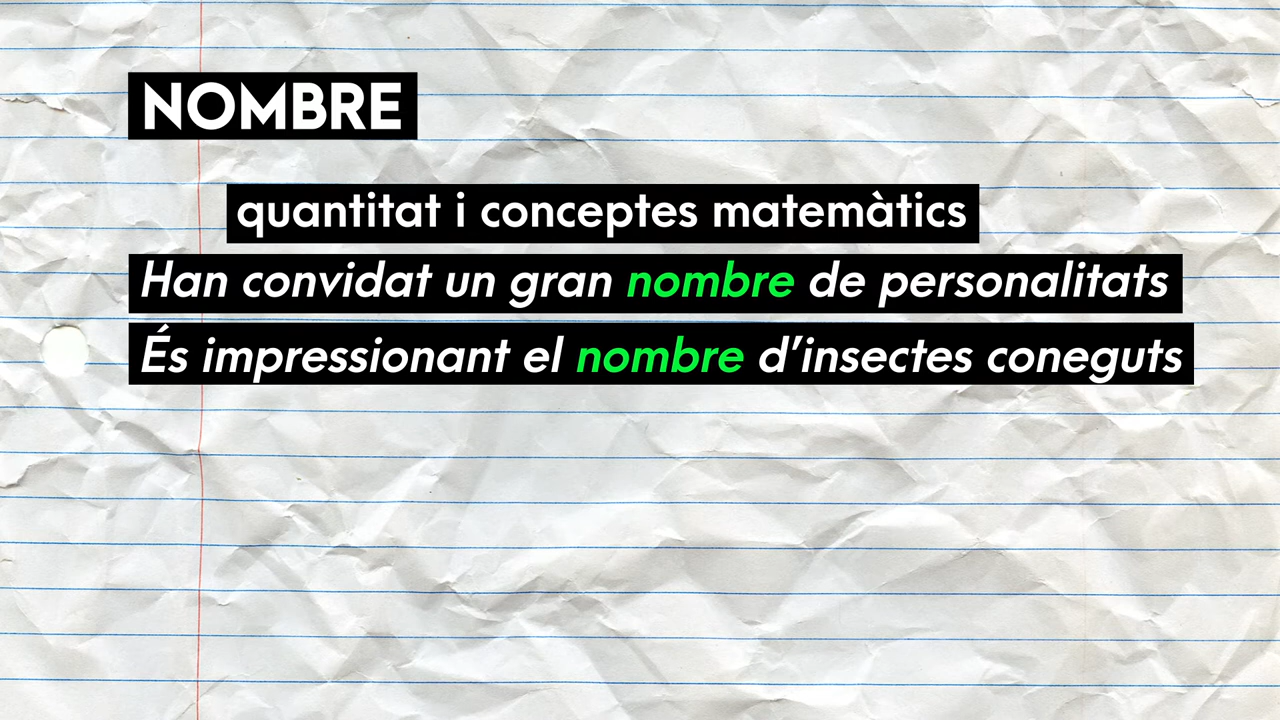 NOMBRE
quantitat i conceptes matemàtics
Han convidat un gran nombre de personalitats
És impressionant el nombre d’insectes coneguts